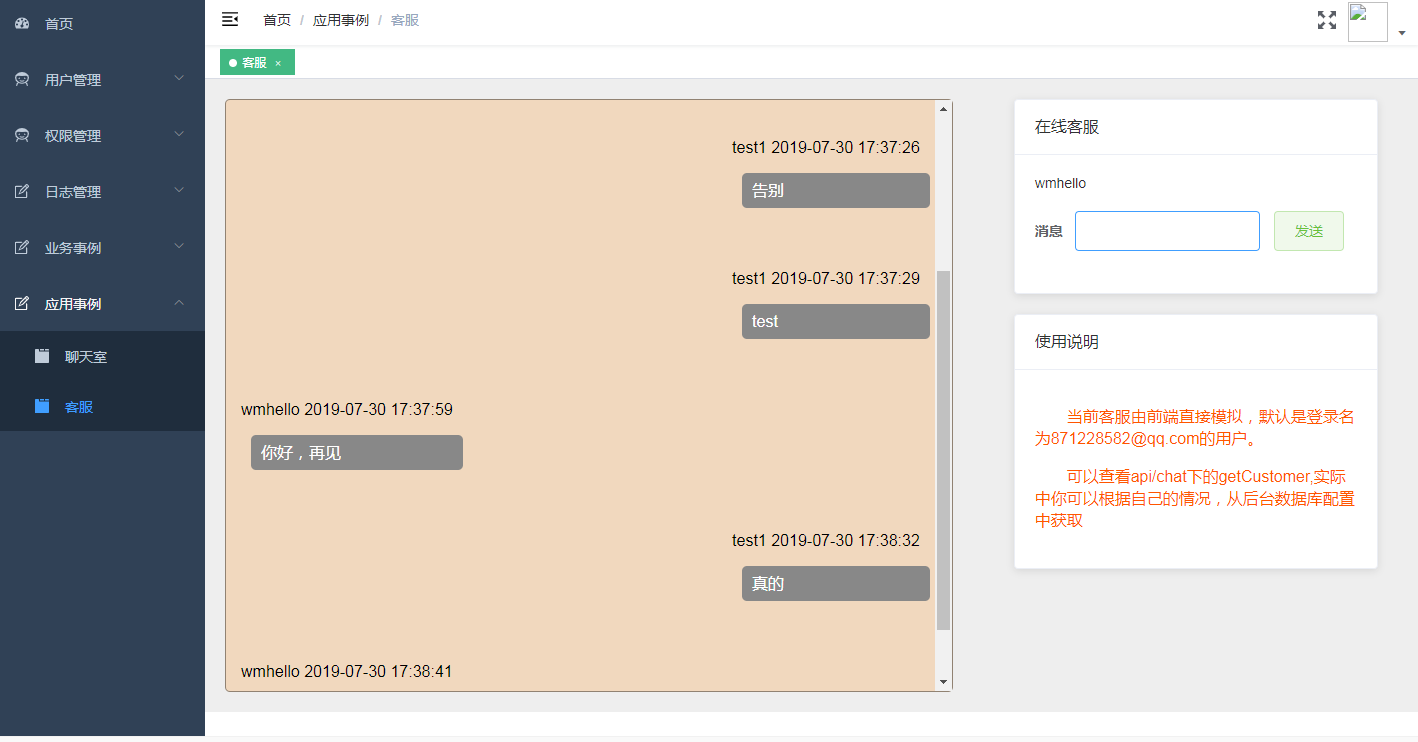 首页
用户管理
权限管理
日志管理
业务事例
应用事例
聊天室
客服
首页 / 应用事例 / 客服
客服 ×
test1 2019-07-30 17:37:26
告别
test1 2019-07-30 17:37:29
test
wmhello 2019-07-30 17:37:59
你好，再见
test1 2019-07-30 17:38:32
真的
wmhello 2019-07-30 17:38:41
在线客服
wmhello
消息
发送
使用说明
当前客服由前端直接模拟，默认是登录名
为871228582@qq.com的用户。
可以查看api/chat下的getCustomer,实际
中你可以根据自己的情况，从后台数据库配置
中获取